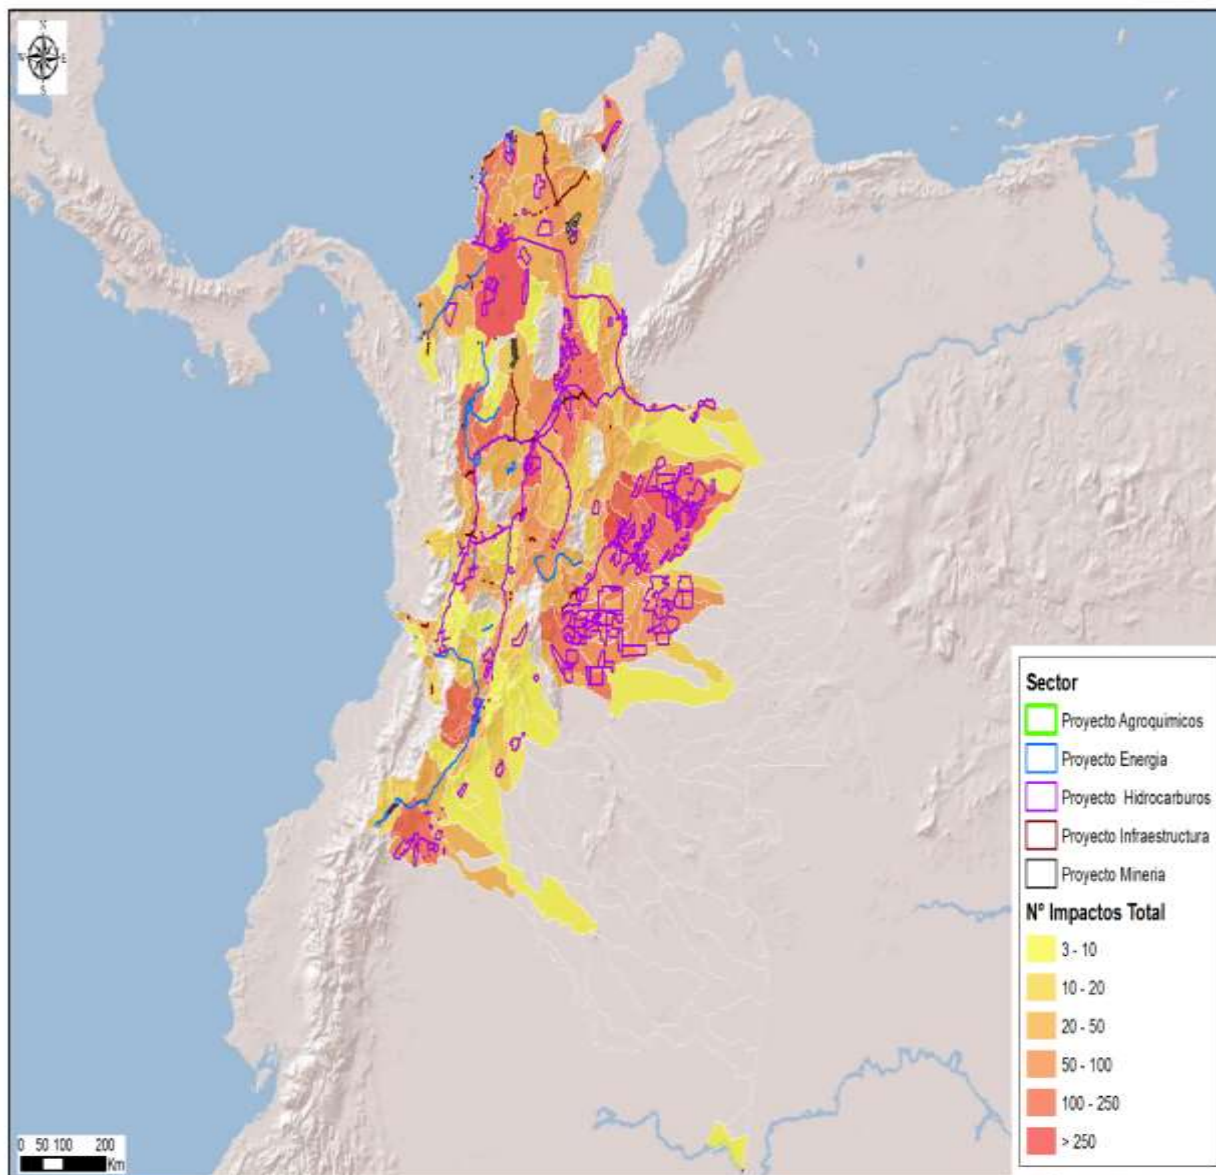 N
W E
S
Sector
Proyecto Agroquimicos
Proyecto Energia
Proyecto Hidrocarburos
Proyecto Infraestructura
Proyecto Mineria
N° Impactos Total
3 - 10
10 - 20
20 - 50
50 - 100
100 - 250
> 250
0 50 100 200
Km